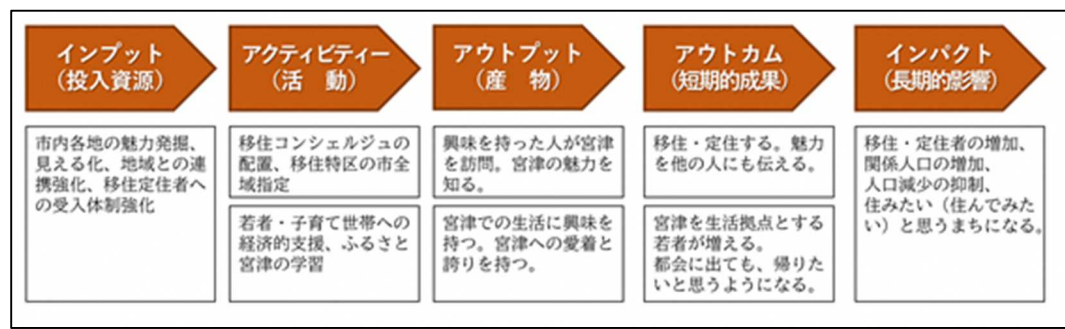 インプット
（投入資源）
アクティビティー
（活　動）
アウトプット
（産　物）
アウトカム
（短期的成果）
インパクト
（長期的影響）
市内各地の魅力発掘、
見える化、地域との連
携強化、移住定住者へ
の受入体制強化
移住コンシェルジュの
配置、移住特区の市全
域指定
若者・子育て世帯への
経済的支援、ふるさと
宮津の学習
興味を持った人が宮津
を訪問。宮津の魅力を
知る。
宮津での生活に興味を
持つ。宮津への愛着と
誇りを持つ。
移住・定住する。魅力
を他の人にも伝える。
宮津を生活拠点とする
若者が増える。
都会に出ても、帰りた
いと思うようになる。
移住・定住者の増加、
関係人口の増加、
人口減少の抑制、
住みたい（住んでみた
い）と思うまちになる。